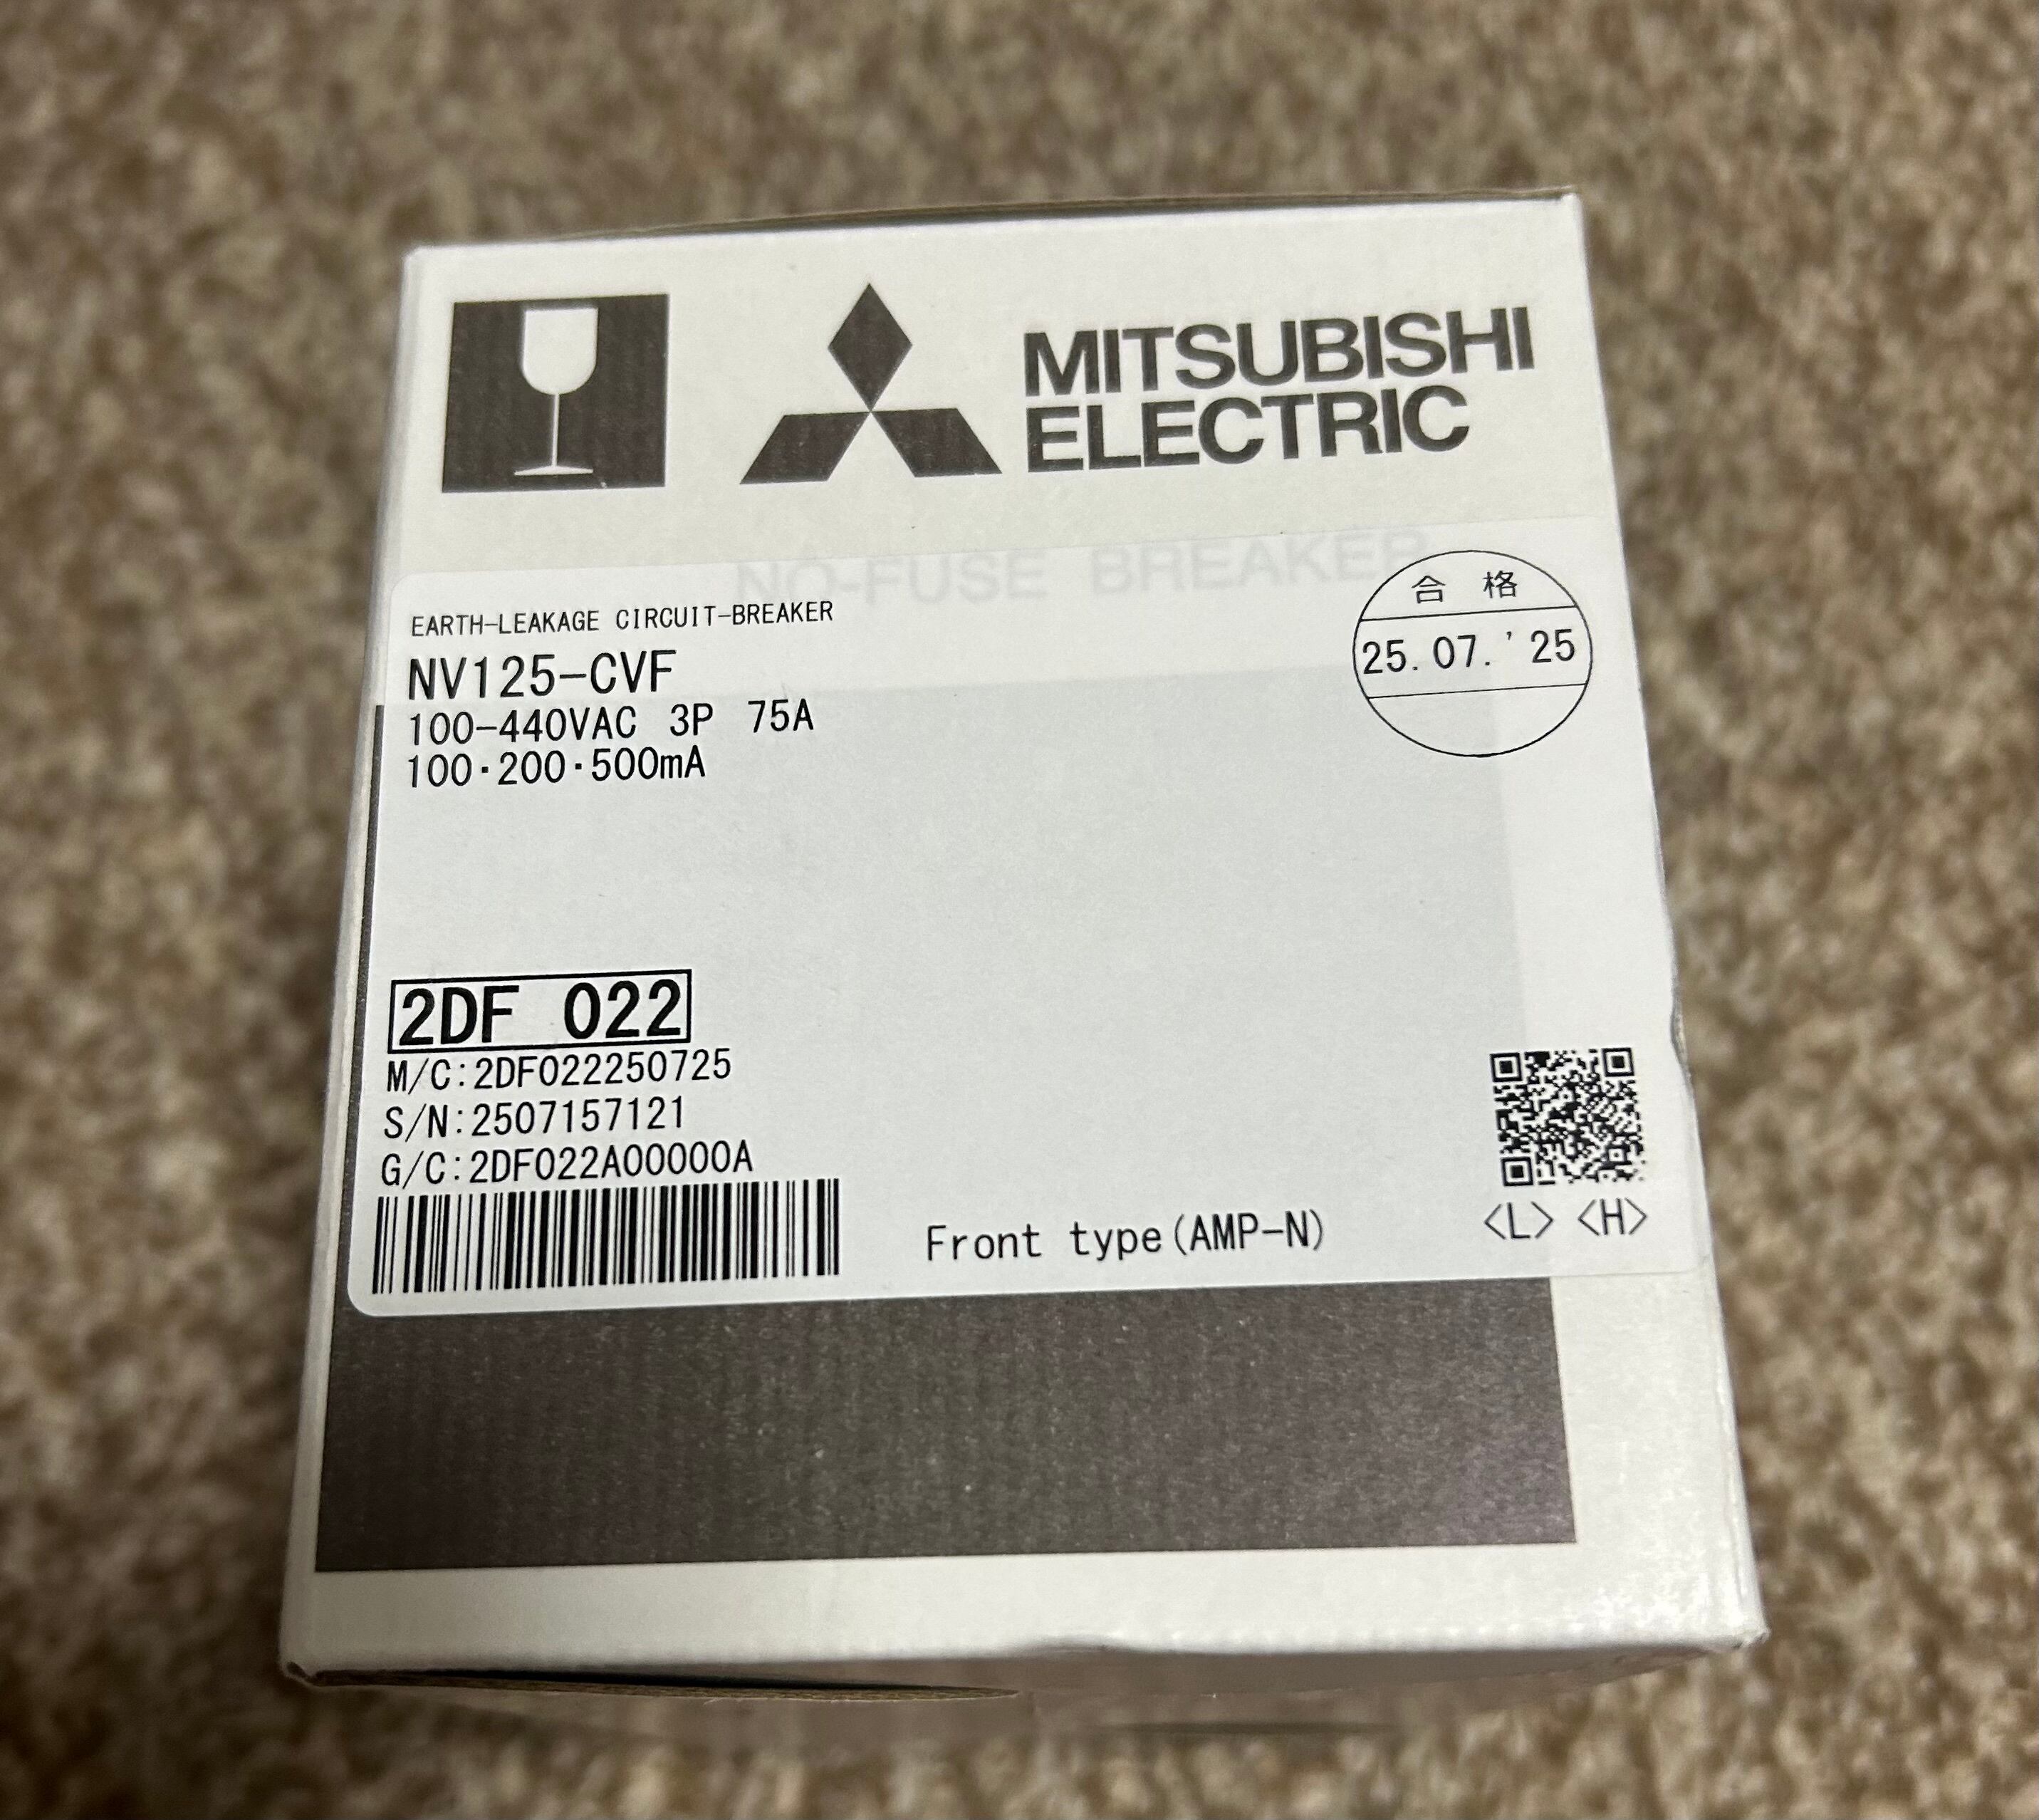 MITSUBISHI
ELECTRIC
NO-FUSE BREAKER
EARTH-LEAKAGE CIRCUIT-BREAKER
NV125-CVF
100-440VAC 3P 75A
100·200·500mA
合 格
25.07.'25
2DF 022
M/C:2DF022250725
S/N:2507157121
G/C:2DF022A00000A
Front type(AMP-N)
<L> <H>